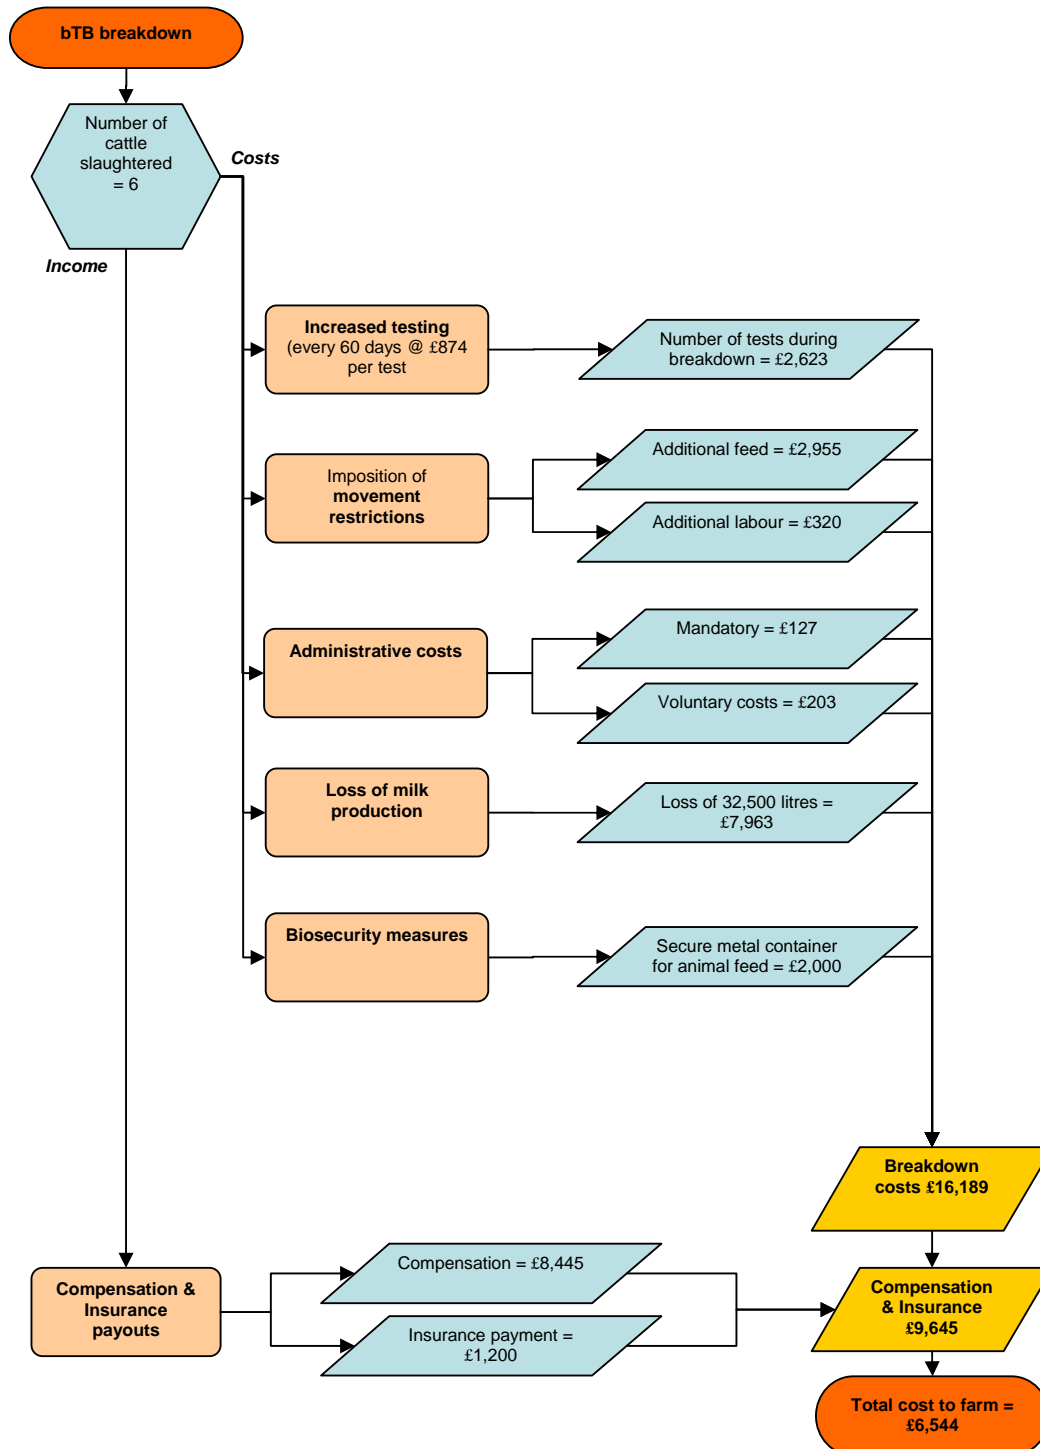 bTB breakdown
Number of
cattle
slaughtered
= 6
Costs
Income
Increased testing
(every 60 days @ £874
per test
Number of tests during
breakdown = £2,623
Imposition of
movement
restrictions
Additional feed = £2,955
Additional labour = £320
Administrative costs
Mandatory = £127
Voluntary costs = £203
Loss of milk
production
Loss of 32,500 litres =
£7,963
Biosecurity measures
Secure metal container
for animal feed = £2,000
Breakdown
costs £16,189
Compensation &
Insurance
payouts
Compensation = £8,445
Insurance payment =
£1,200
Compensation
& Insurance
£9,645
Total cost to farm =
£6,544